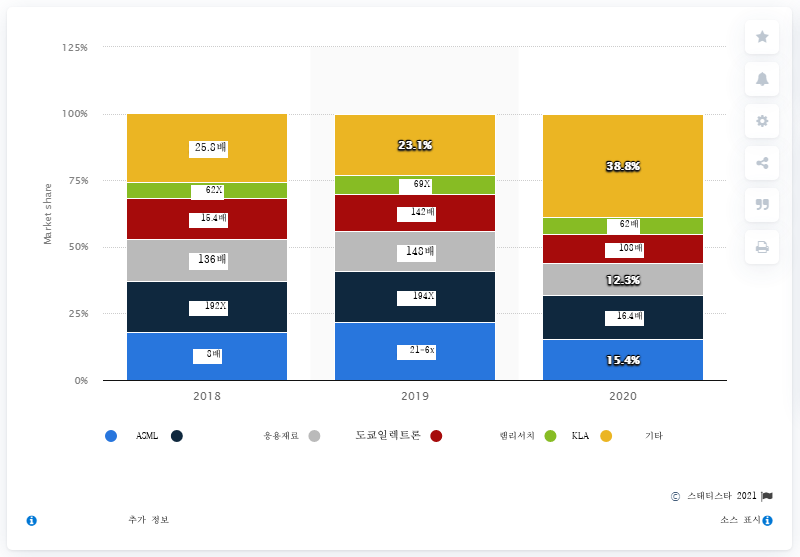 125%
100%
75%
50%
25%
0%
Market share
25.8배
62X
15.4배
136배
192X
8배
23.1%
69X
142배
148배
194X
21-6x
38.8%
62배
108배
12.3%
16.4배
15.4%
2018 2019 2020
ASML 응용재료 도쿄일렉트론 램리서치 KLA 기타
© 스태티스타 2021
추가 정보 소스 표시